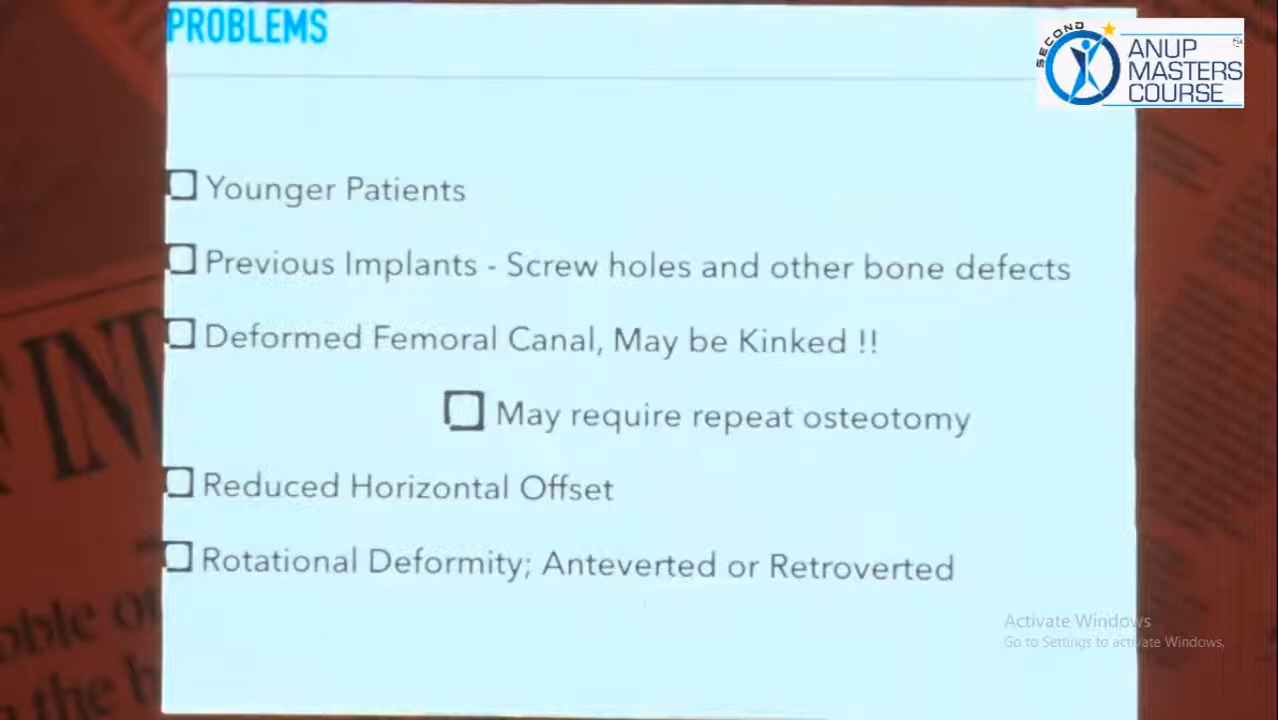 PROBLEMS
SECOND
ANUP
MASTERS
COURSE
Younger Patients
Previous Implants - Screw holes and other bone defects
Deformed Femoral Canal, May be Kinked !!
May require repeat osteotomy
Reduced Horizontal Offset
Rotational Deformity; Anteverted or Retroverted
Activate Windows
Go to Settings to activate Windows.